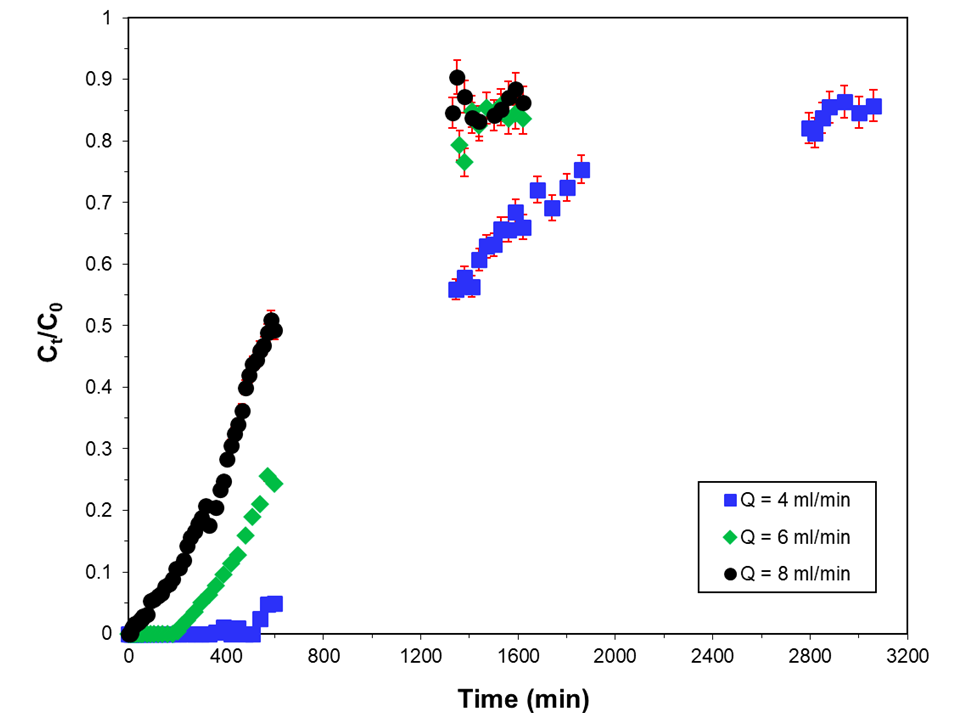 1
0.9
0.8
0.7
0.6
0.5
0.4
0.3
0.2
0.1
0
Ct/C0
0 400 800 1200 1600 2000 2400 2800 3200
Time (min)
Q = 4 ml/min
Q = 6 ml/min
Q = 8 ml/min